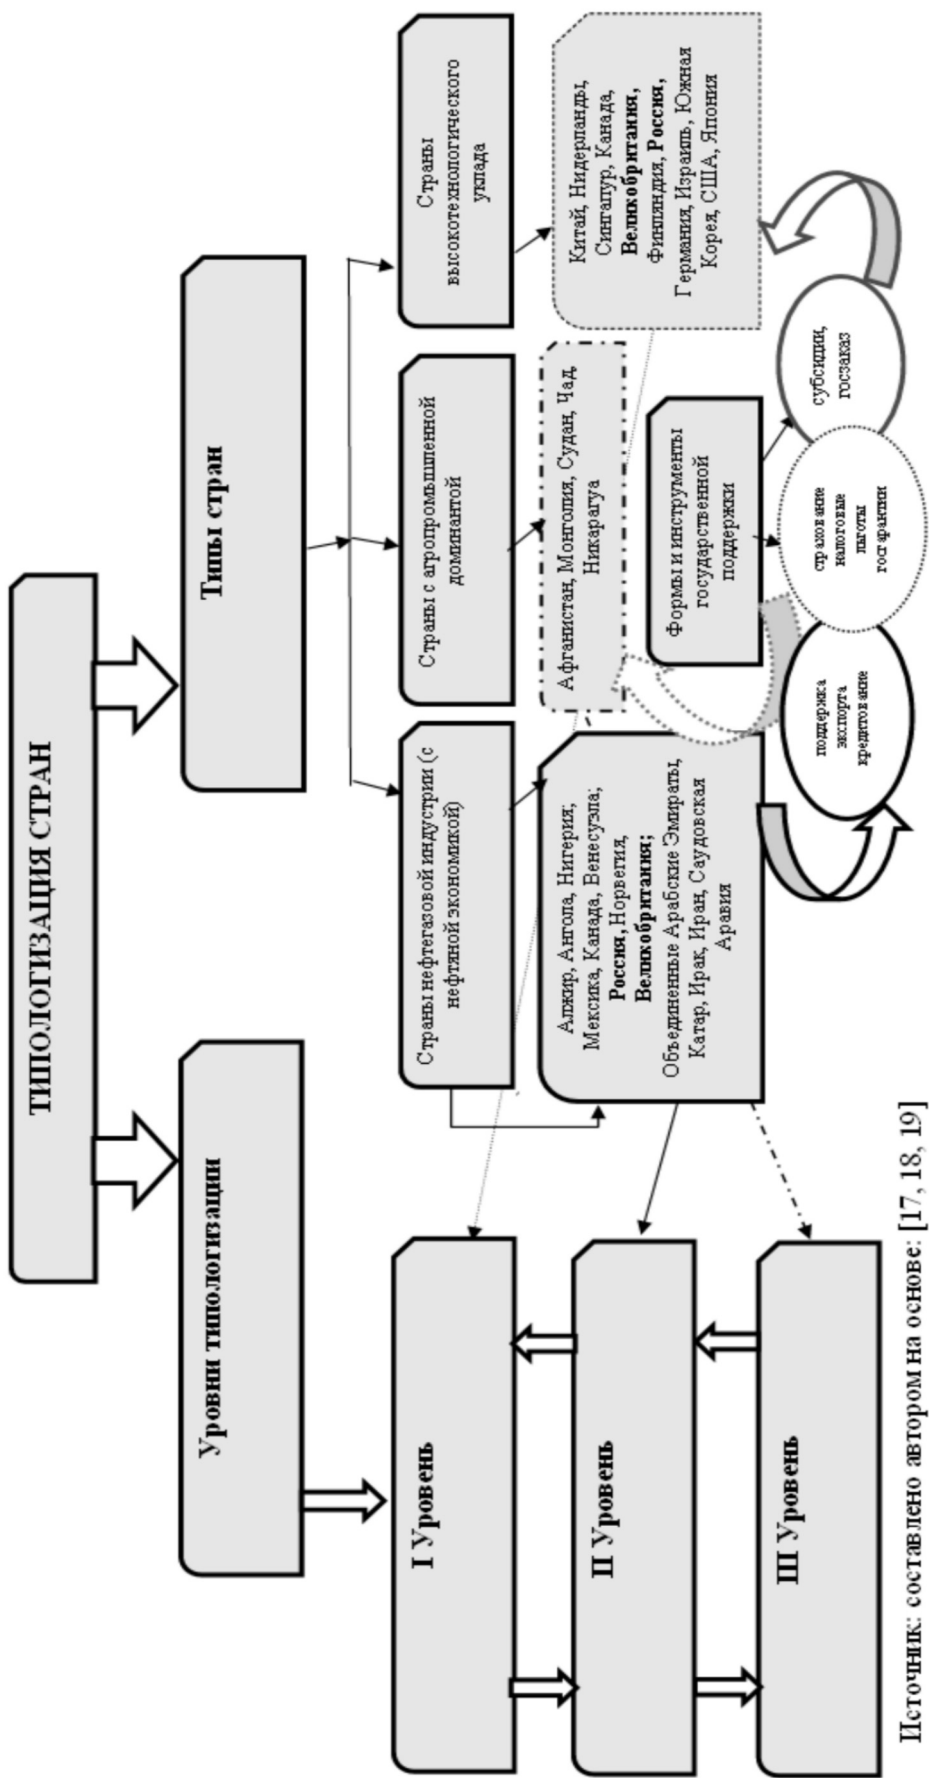 ТИПОЛОГИЗАЦИЯ СТРАН
Уровни типологизации
Типы стран
Страны нефтегазовой индустрии (с
нефтяной экономикой)
Страны с агропромышленной
доминантой
Страны
высокотехнологического
уклада
I Уровень
II Уровень
III Уровень
Алжир, Ангола, Нигерия;
Мексика, Канада, Венесуэла;
Россия, Норвегия,
Великобритания;
Объединенные Арабские Эмираты,
Катар, Ирак, Иран, Саудовская
Аравия
Афганистан, Монголия, Судан, Чад,
Никарагуа
Китай, Нидерланды,
Сингапур, Канада,
Великобритания,
Финляндия, Россия,
Германия, Израиль, Южная
Корея, США, Япония
Формы и инструменты
государственной
поддержки
поддержка
экспорта
кредитование
страхование
налоговые
льготы
госгарантии
субсидии,
госзаказ
Источник: составлено автором на основе: [17, 18, 19]